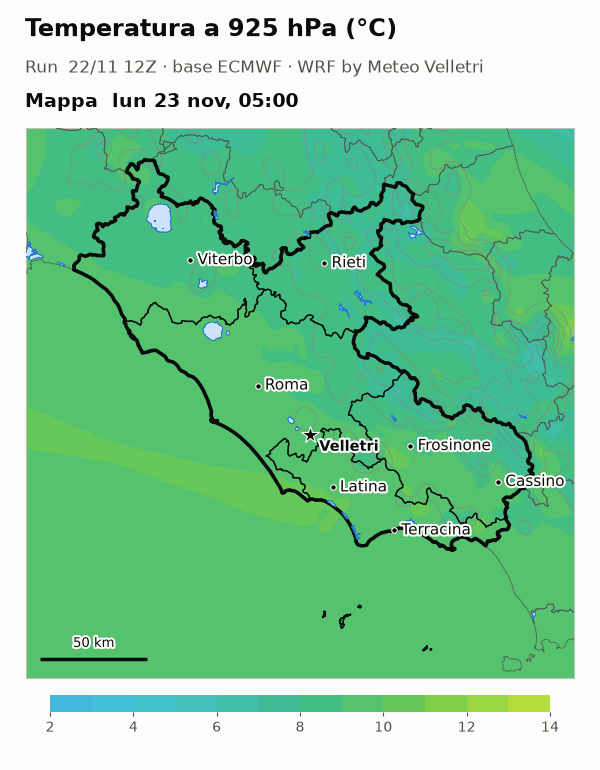 Temperatura a 925 hPa (°C)
Run  22/11 12Z · base ECMWF · WRF by Meteo Velletri
Mappa  lun 23 nov, 05:00
Viterbo
Rieti
Roma
Velletri
Frosinone
Cassino
Latina
Terracina
50 km
2 4 6 8 10 12 14